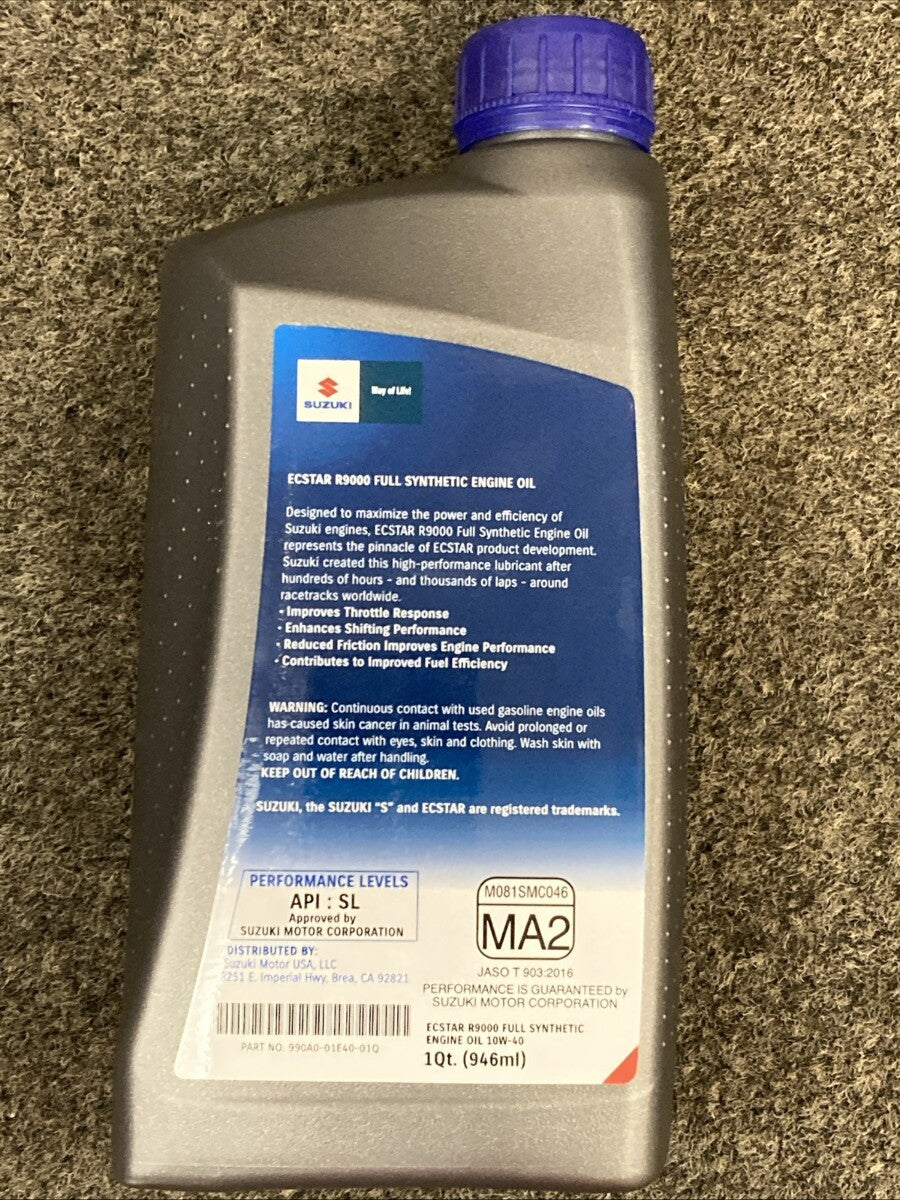 SUZUKI
Way of Life!
ECSTAR R9000 FULL SYNTHETIC ENGINE OIL
Designed to maximize the power and efficiency of
Suzuki engines, ECSTAR R9000 Full Synthetic Engine Oil
represents the pinnacle of ECSTAR product development.
Suzuki created this high-performance lubricant after
hundreds of hours - and thousands of laps - around
racetracks worldwide.
• Improves Throttle Response
• Enhances Shifting Performance
• Reduced Friction Improves Engine Performance
• Contributes to Improved Fuel Efficiency
WARNING: Continuous contact with used gasoline engine oils
has caused skin cancer in animal tests. Avoid prolonged or
repeated contact with eyes, skin and clothing. Wash skin with
soap and water after handling.
KEEP OUT OF REACH OF CHILDREN.
SUZUKI, the SUZUKI "S" and ECSTAR are registered trademarks.
PERFORMANCE LEVELS
API : SL
Approved by
SUZUKI MOTOR CORPORATION
DISTRIBUTED BY:
Suzuki Motor USA, LLC
3251 E. Imperial Hwy, Brea, CA 92821
PART NO. 990A0-01E40-01Q
M081SMC046
MA2
JASO T 903:2016
PERFORMANCE IS GUARANTEED by
SUZUKI MOTOR CORPORATION
ECSTAR R9000 FULL SYNTHETIC
ENGINE OIL 10W-40
1Qt. (946ml)